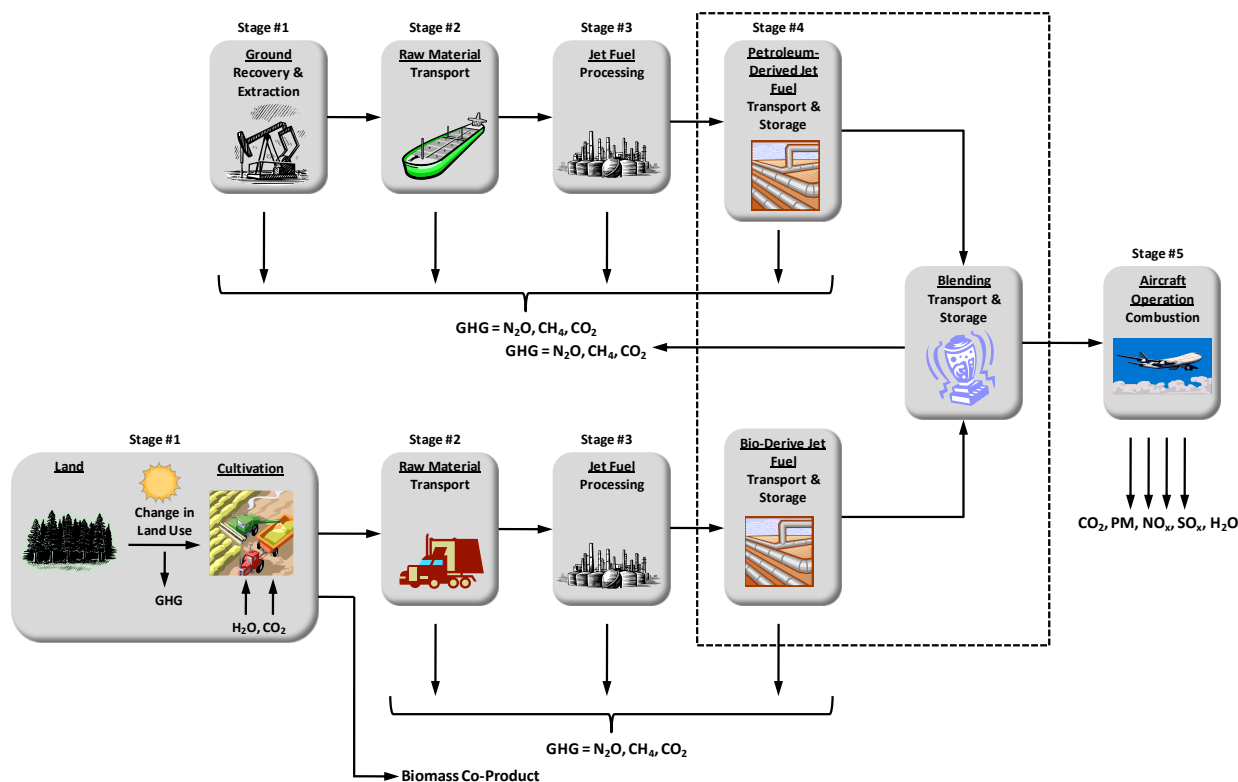 Stage #1
Ground
Recovery &
Extraction
Stage #2
Raw Material
Transport
Stage #3
Jet Fuel
Processing
Stage #4
Petroleum-
Derived Jet
Fuel
Transport &
Storage
GHG = N₂O, CH₄, CO₂
GHG = N₂O, CH₄, CO₂
Blending
Transport &
Storage
Stage #5
Aircraft
Operation
Combustion
CO₂, PM, NOₓ, SOₓ, H₂O
Stage #1
Land
Change in
Land Use
GHG
Cultivation
H₂O, CO₂
Stage #2
Raw Material
Transport
Stage #3
Jet Fuel
Processing
Bio-Derive Jet
Fuel
Transport &
Storage
GHG = N₂O, CH₄, CO₂
Biomass Co-Product